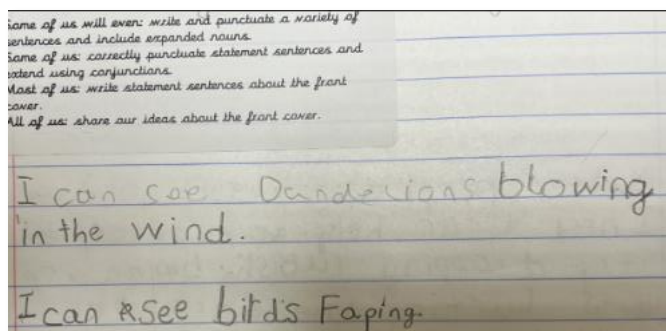 Some of us will even: write and punctuate a variety of
sentences and include expanded nouns.
Some of us: correctly punctuate statement sentences and
extend using conjunctions.
Most of us: write statement sentences about the front
cover.
All of us: share our ideas about the front cover.
I can see Dandelions blowing
in the wind.
I can see birds Faping.